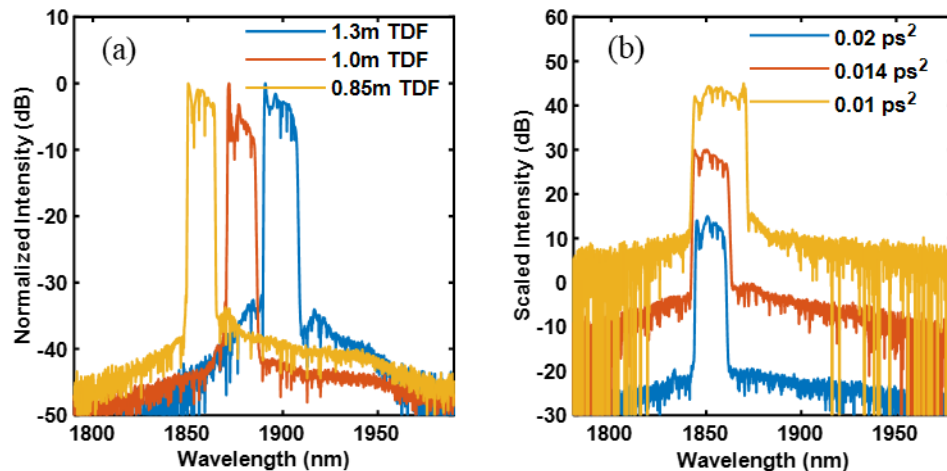 (a)
1.3m TDF
1.0m TDF
0.85m TDF
10
0
-10
-20
-30
-40
-50
Normalized Intensity (dB)
1800 1850 1900 1950
Wavelength (nm)
(b)
0.02 ps²
0.014 ps²
0.01 ps²
60
50
40
30
20
10
0
-10
-20
-30
Scaled Intensity (dB)
1800 1850 1900 1950
Wavelength (nm)